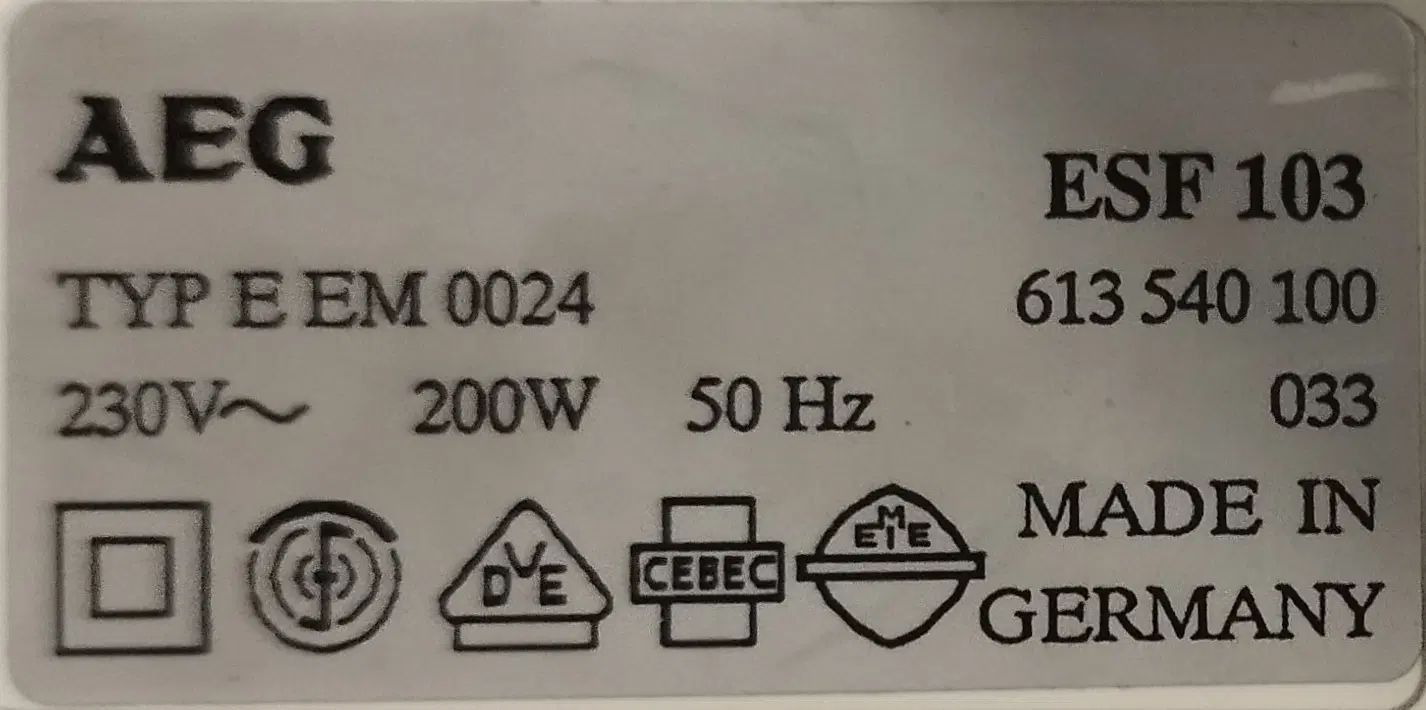 AEG
ESF 103
TYP E EM 0024
613 540 100
230V~ 200W 50 Hz
033
DVE
CEBEC
MADE IN
GERMANY